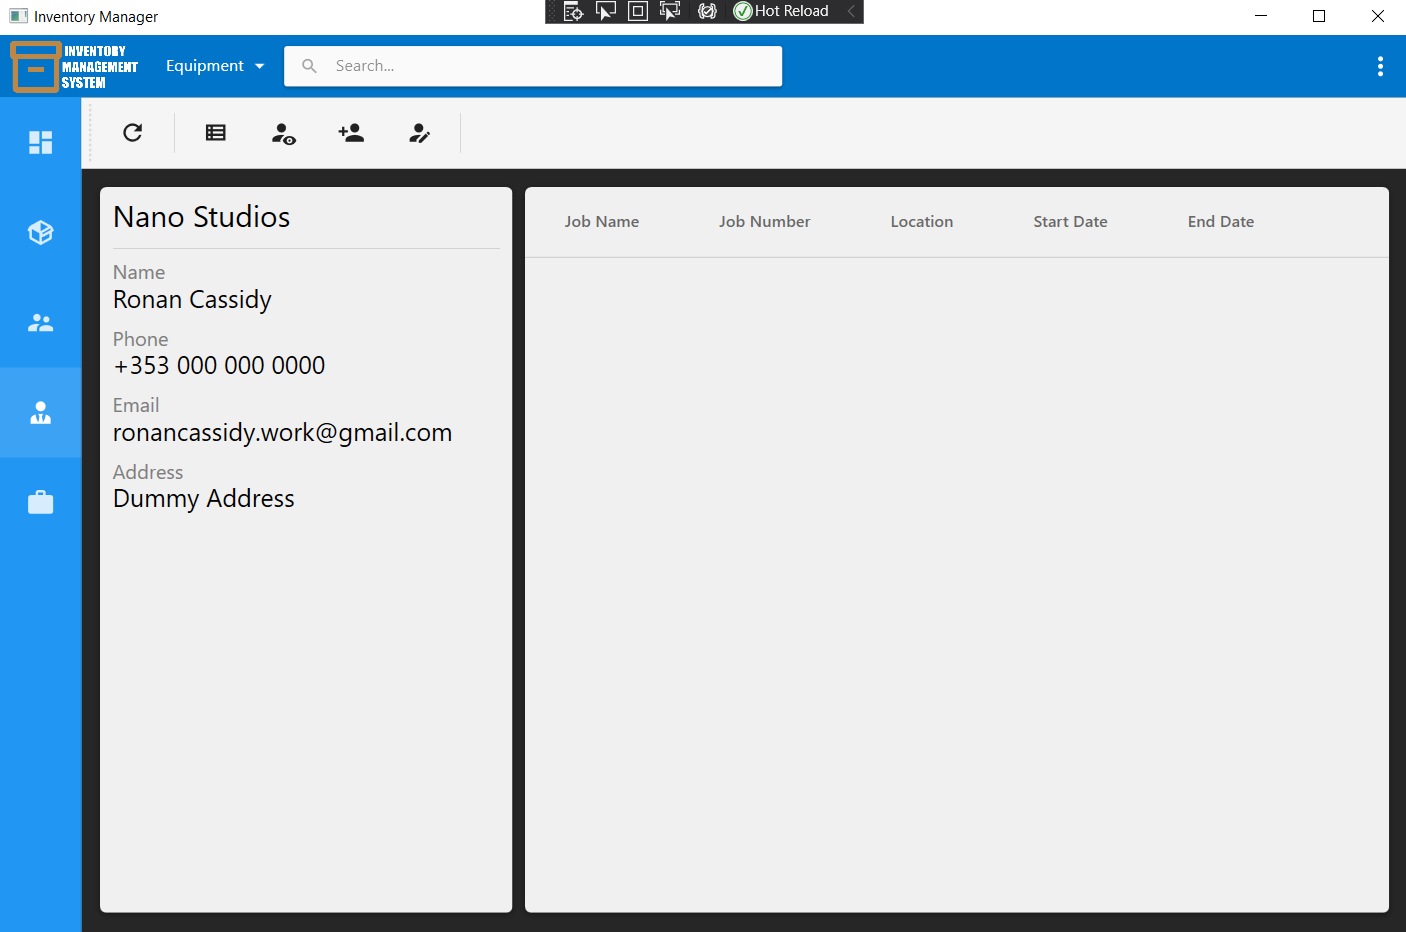 Inventory Manager
Hot Reload
INVENTORY
MANAGEMENT
SYSTEM
Equipment
Search...
Nano Studios
Name
Ronan Cassidy
Phone
+353 000 000 0000
Email
ronancassidy.work@gmail.com
Address
Dummy Address
Job Name Job Number Location Start Date End Date